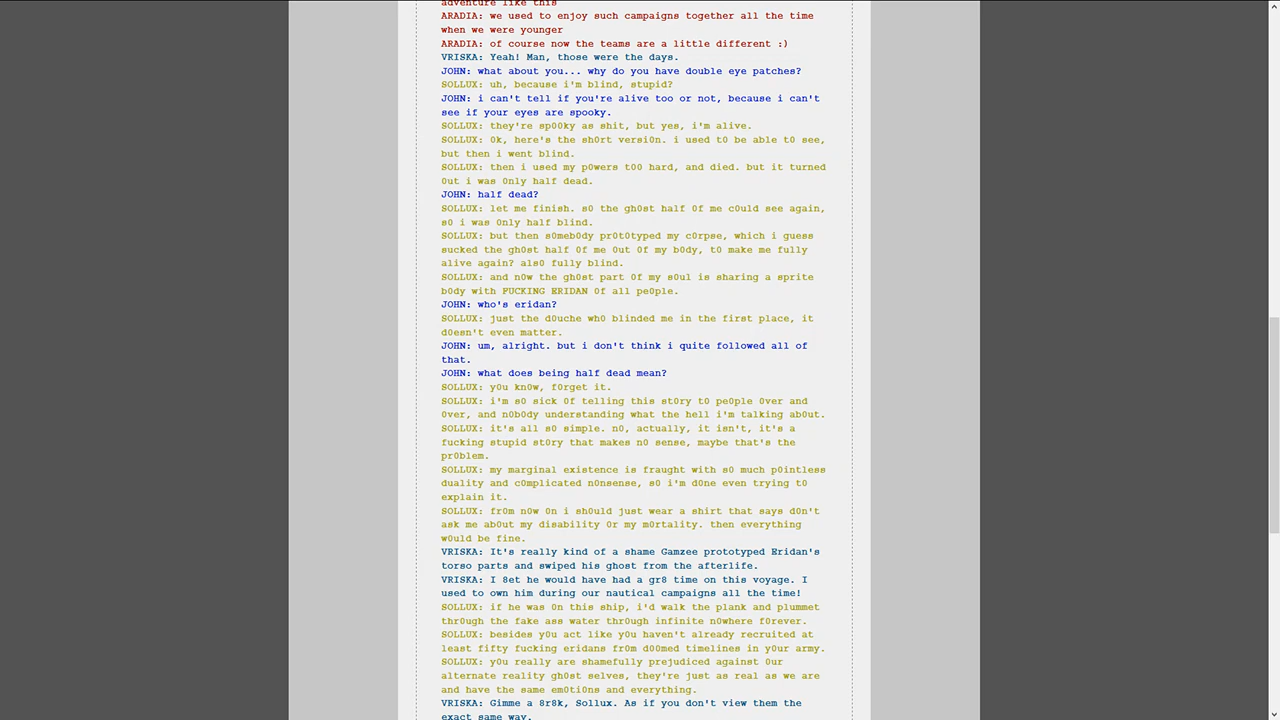 adventure like this
ARADIA: we used to enjoy such campaigns together all the time
when we were younger
ARADIA: of course now the teams are a little different :)
VRISKA: Yeah! Man, those were the days.
JOHN: what about you... why do you have double eye patches?
SOLLUX: uh, because i'm blind, stupid?
JOHN: i can't tell if you're alive too or not, because i can't
see if your eyes are spooky.
SOLLUX: they're sp00ky as shit, but yes, i'm alive.
SOLLUX: 0k, here's the sh0rt versi0n. i used t0 be able t0 see,
but then i went blind.
SOLLUX: then i used my p0wers t00 hard, and died. but it turned
0ut i was 0nly half dead.
JOHN: half dead?
SOLLUX: let me finish. s0 the gh0st half 0f me c0uld see again,
s0 i was 0nly half blind.
SOLLUX: but then s0meb0dy pr0t0typed my c0rpse, which i guess
sucked the gh0st half 0f me 0ut 0f my b0dy, t0 make me fully
alive again? als0 fully blind.
SOLLUX: and n0w the gh0st part 0f my s0ul is sharing a sprite
b0dy with FUCKING ERIDAN 0f all pe0ple.
JOHN: who's eridan?
SOLLUX: just the d0uche wh0 blinded me in the first place, it
d0esn't even matter.
JOHN: um, alright. but i don't think i quite followed all of
that.
JOHN: what does being half dead mean?
SOLLUX: y0u kn0w, f0rget it.
SOLLUX: i'm s0 sick 0f telling this st0ry t0 pe0ple 0ver and
0ver, and n0b0dy understanding what the hell i'm talking ab0ut.
SOLLUX: it's all s0 simple. n0, actually, it isn't, it's a
fucking stupid st0ry that makes n0 sense, maybe that's the
pr0blem.
SOLLUX: my marginal existence is fraught with s0 much p0intless
duality and c0mplicated n0nsense, s0 i'm d0ne even trying t0
explain it.
SOLLUX: fr0m n0w 0n i sh0uld just wear a shirt that says d0n't
ask me ab0ut my disability 0r my m0rtality. then everything
w0uld be fine.
VRISKA: It's really kind of a shame Gamzee prototyped Eridan's
torso parts and swiped his ghost from the afterlife.
VRISKA: I 8et he would have had a gr8 time on this voyage. I
used to own him during our nautical campaigns all the time!
SOLLUX: if he was 0n this ship, i'd walk the plank and plummet
thr0ugh the fake ass water thr0ugh infinite n0where f0rever.
SOLLUX: besides y0u act like y0u haven't already recruited at
least fifty fucking eridans fr0m d00med timelines in y0ur army.
SOLLUX: y0u really are shamefully prejudiced against 0ur
alternate reality gh0st selves, they're just as real as we are
and have the same em0ti0ns and everything.
VRISKA: Gimme a 8r8k, Sollux. As if you don't view them the
exact same way.